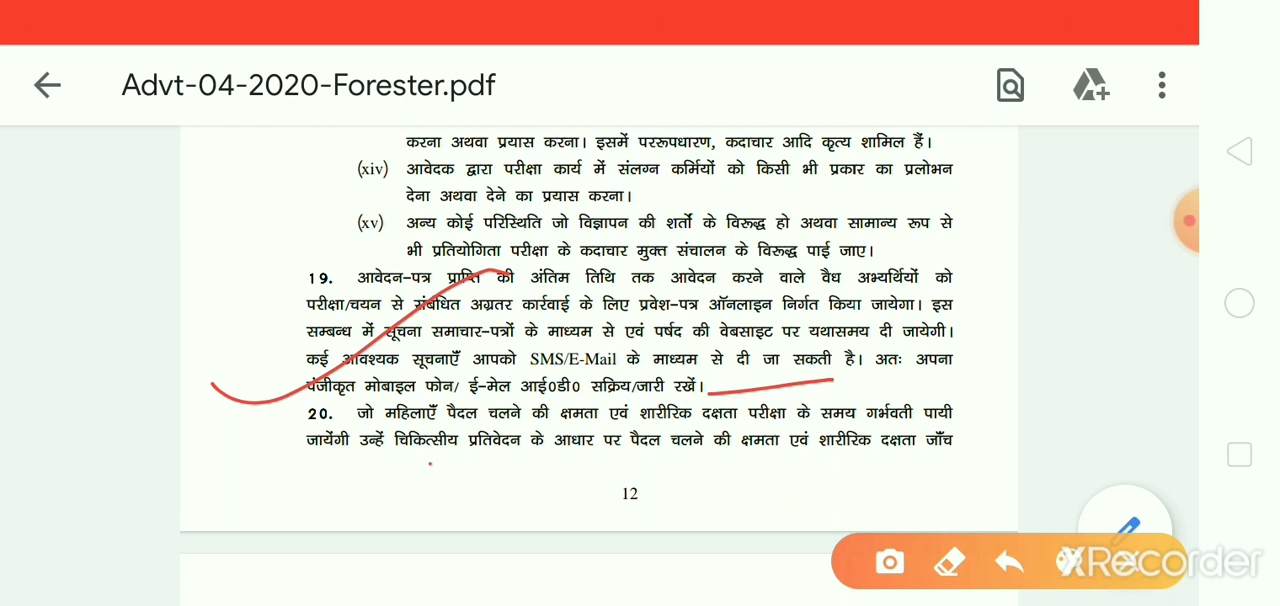 Advt-04-2020-Forester.pdf
करना अथवा प्रयास करना। इसमें पररूपधारण, कदाचार आदि कृत्य शामिल हैं।
(xiv) आवेदक द्वारा परीक्षा कार्य में संलग्न कर्मियों को किसी भी प्रकार का प्रलोभन
देना अथवा देने का प्रयास करना।
(xv) अन्य कोई परिस्थिति जो विज्ञापन की शर्तों के विरूद्ध हो अथवा सामान्य रूप से
भी प्रतियोगिता परीक्षा के कदाचार मुक्त संचालन के विरूद्ध पाई जाए।
19. आवेदन-पत्र प्राप्ति की अंतिम तिथि तक आवेदन करने वाले वैध अभ्यर्थियों को
परीक्षा/चयन से संबंधित अग्रतर कार्रवाई के लिए प्रवेश-पत्र ऑनलाइन निर्गत किया जायेगा। इस
सम्बन्ध में सूचना समाचार-पत्रों के माध्यम से एवं पर्षद की वेबसाइट पर यथासमय दी जायेगी।
कई आवश्यक सूचनाएँ आपको SMS/E-Mail के माध्यम से दी जा सकती है। अतः अपना
पंजीकृत मोबाइल फोन/ ई-मेल आई०डी० सक्रिय/जारी रखें।
20. जो महिलाएँ पैदल चलने की क्षमता एवं शारीरिक दक्षता परीक्षा के समय गर्भवती पायी
जायेंगी उन्हें चिकित्सीय प्रतिवेदन के आधार पर पैदल चलने की क्षमता एवं शारीरिक दक्षता जाँच
12
XRecorder